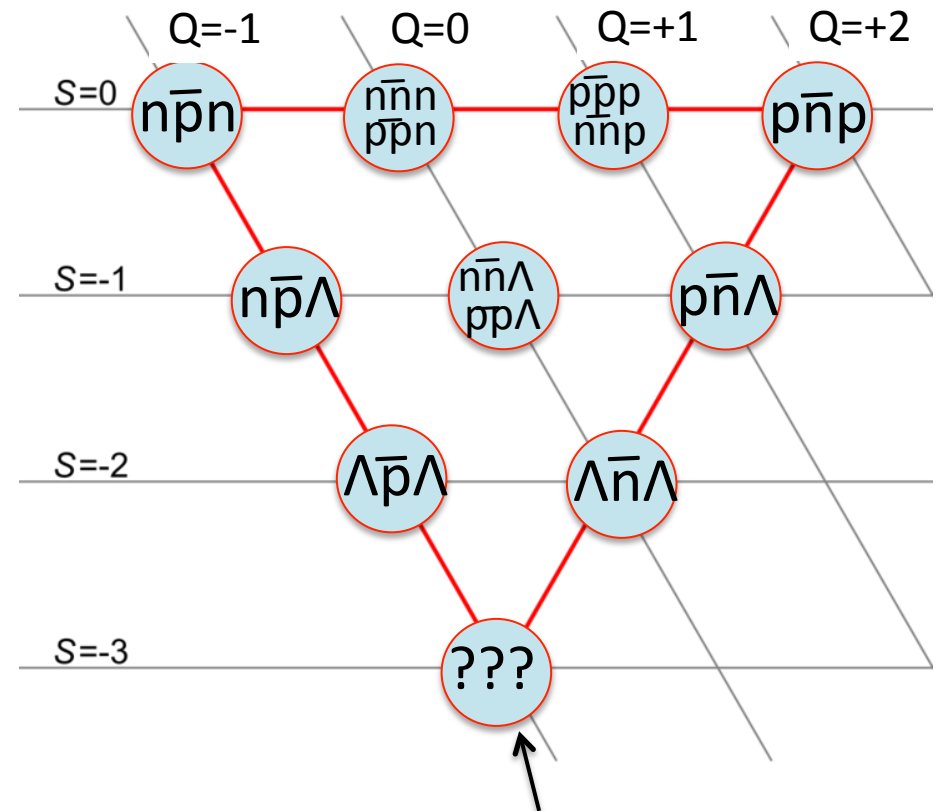 Q=-1 Q=0 Q=+1 Q=+2
S=0
np̅n
nn̅n
pp̅n
pp̅p
nn̅p
pn̅p
S=-1
np̅Λ
nn̅Λ
pp̅Λ
pn̅Λ
S=-2
Λp̅Λ
Λn̅Λ
S=-3
???